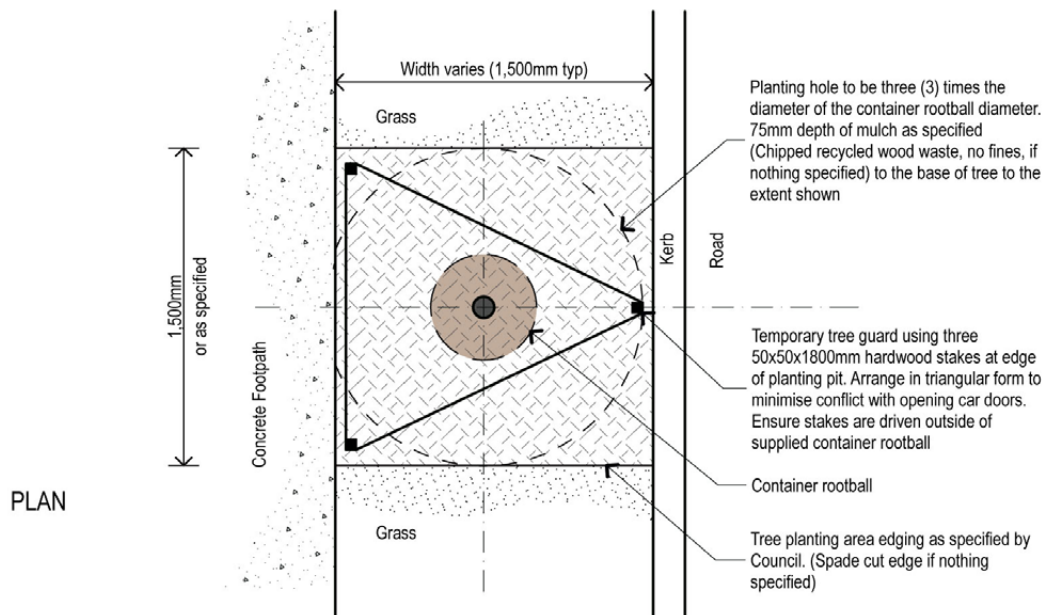 Width varies (1,500mm typ)
Grass
Planting hole to be three (3) times the
diameter of the container rootball diameter.
75mm depth of mulch as specified
(Chipped recycled wood waste, no fines, if
nothing specified) to the base of tree to the
extent shown
Kerb
Road
1,500mm
or as specified
Concrete Footpath
Temporary tree guard using three
50x50x1800mm hardwood stakes at edge
of planting pit. Arrange in triangular form to
minimise conflict with opening car doors.
Ensure stakes are driven outside of
supplied container rootball
Container rootball
PLAN
Grass
Tree planting area edging as specified by
Council. (Spade cut edge if nothing
specified)